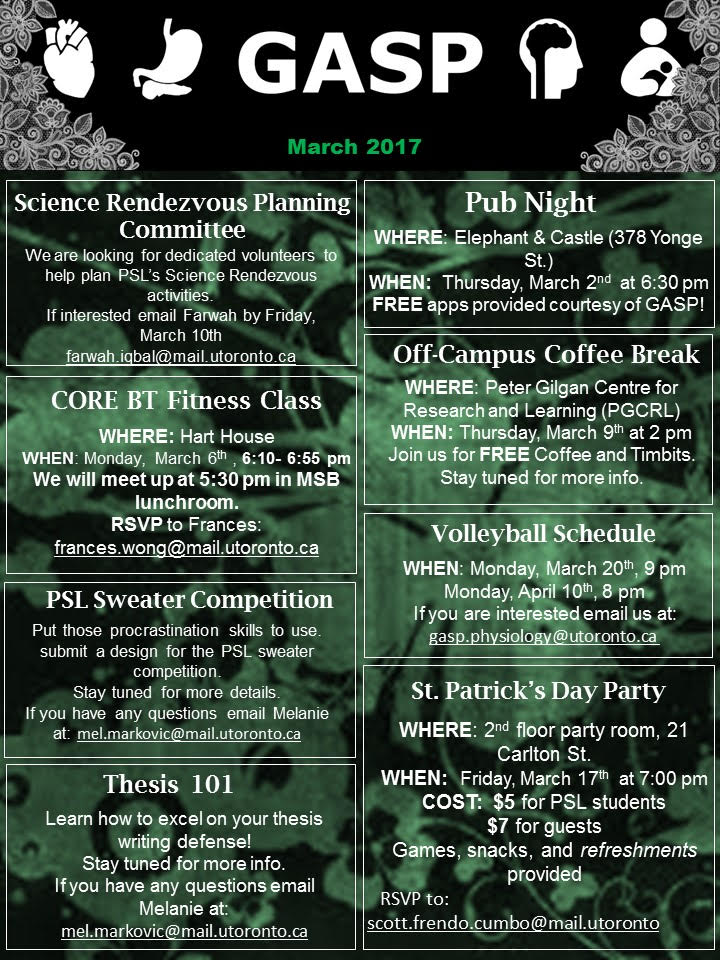 GASP
March 2017
Science Rendezvous Planning
Committee
We are looking for dedicated volunteers to
help plan PSL's Science Rendezvous
activities.
If interested email Farwah by Friday,
March 10th
farwah.iqbal@mail.utoronto.ca
CORE BT Fitness Class
WHERE: Hart House
WHEN: Monday, March 6th , 6:10- 6:55 pm
We will meet up at 5:30 pm in MSB
lunchroom.
RSVP to Frances:
frances.wong@mail.utoronto.ca
PSL Sweater Competition
Put those procrastination skills to use.
submit a design for the PSL sweater
competition.
Stay tuned for more details.
If you have any questions email Melanie
at: mel.markovic@mail.utoronto.ca
Thesis 101
Learn how to excel on your thesis
writing defense!
Stay tuned for more info.
If you have any questions email
Melanie at:
mel.markovic@mail.utoronto.ca
Pub Night
WHERE: Elephant & Castle (378 Yonge
St.)
WHEN: Thursday, March 2nd at 6:30 pm
FREE apps provided courtesy of GASP!
Off-Campus Coffee Break
WHERE: Peter Gilgan Centre for
Research and Learning (PGCRL)
WHEN: Thursday, March 9th at 2 pm
Join us for FREE Coffee and Timbits.
Stay tuned for more info.
Volleyball Schedule
WHEN: Monday, March 20th, 9 pm
Monday, April 10th, 8 pm
If you are interested email us at:
gasp.physiology@utoronto.ca
St. Patrick's Day Party
WHERE: 2nd floor party room, 21
Carlton St.
WHEN: Friday, March 17th at 7:00 pm
COST: $5 for PSL students
$7 for guests
Games, snacks, and refreshments
provided
RSVP to:
scott.frendo.cumbo@mail.utoronto